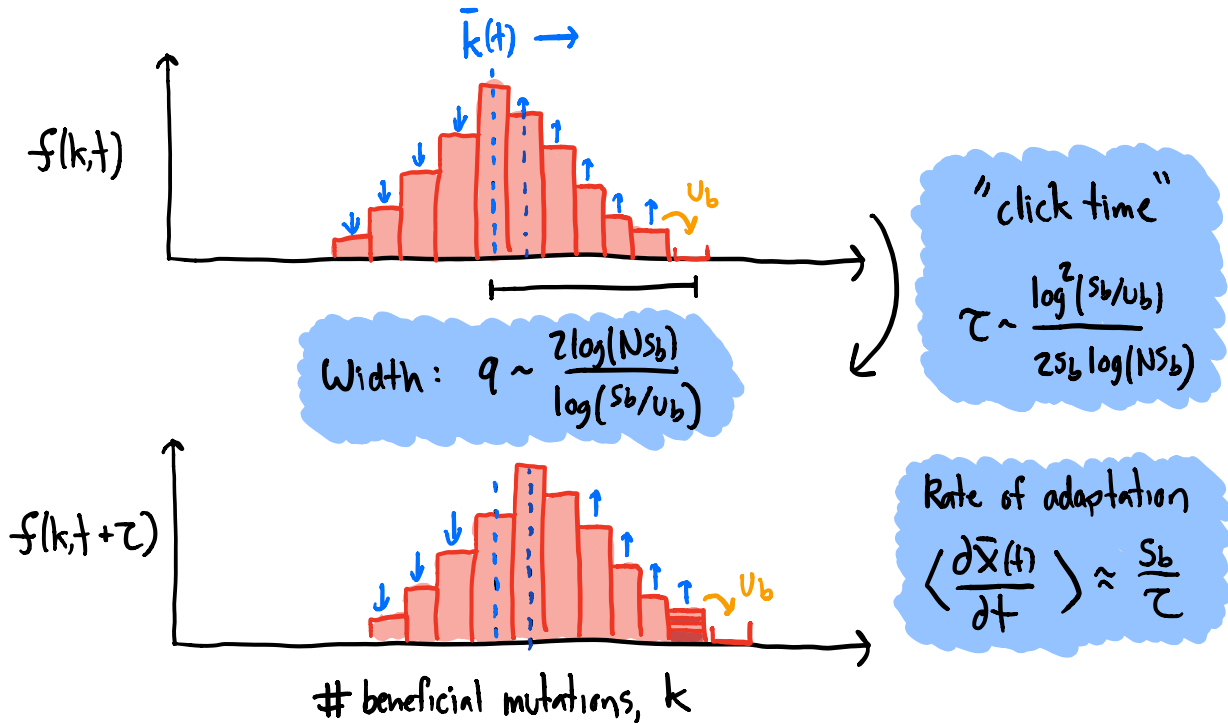 k̄(t) →
f(k,t)
U_b
"click time"
τ ~ log²(s_b/U_b) / 2s_b log(Ns_b)
Width: q ~ 2log(Ns_b) / log(s_b/U_b)
f(k,t+τ)
U_b
Rate of adaptation
⟨∂x̄(t)/∂t⟩ ≈ s_b/τ
# beneficial mutations, k